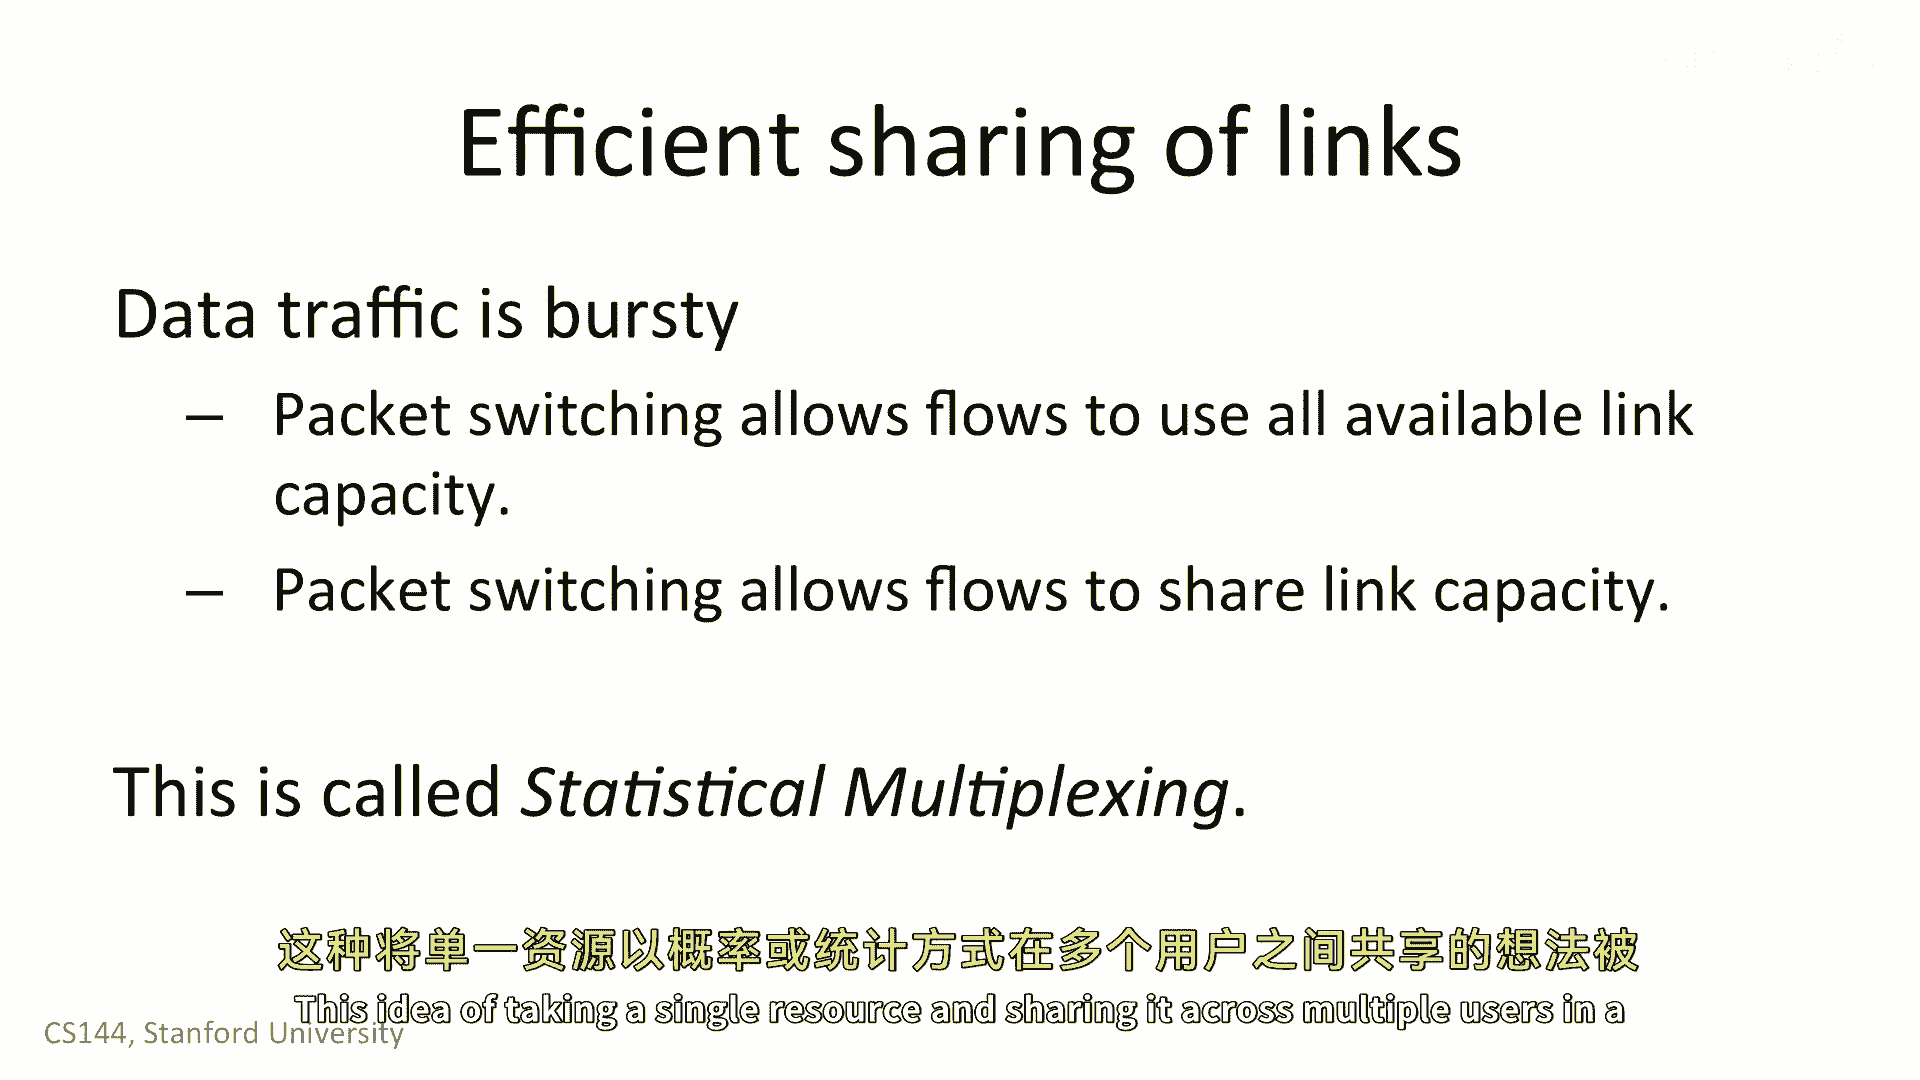 Efficient sharing of links
Data traffic is bursty
– Packet switching allows flows to use all available link
capacity.
– Packet switching allows flows to share link capacity.
This is called Statistical Multiplexing.
这种将单一资源以概率或统计方式在多个用户之间共享的想法被
This idea of taking a single resource and sharing it across multiple users in a
CS144, Stanford University